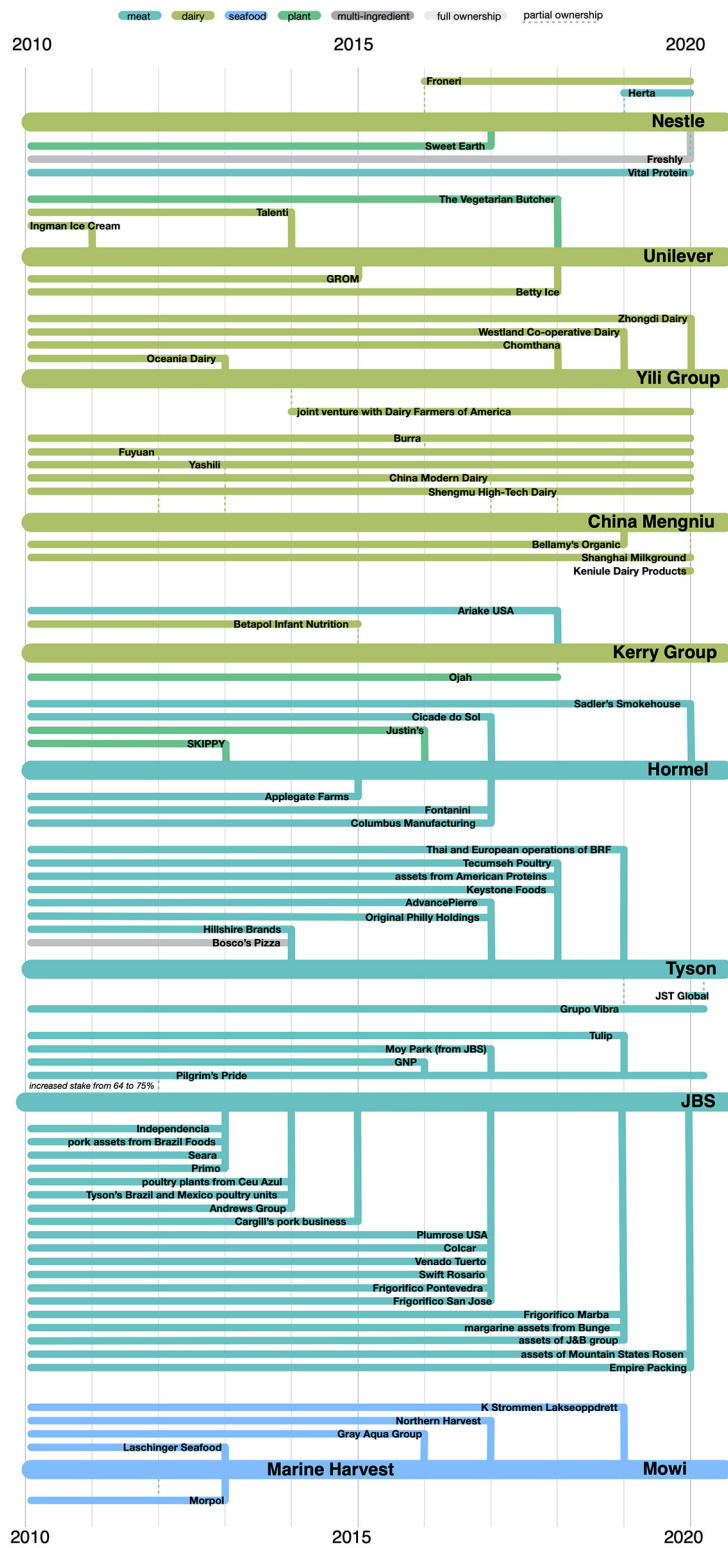 meat dairy seafood plant multi-ingredient full ownership partial ownership
2010 2015 2020
Froneri
Herta
Nestle
Sweet Earth
Freshly
Vital Protein
The Vegetarian Butcher
Talenti
Ingman Ice Cream
Unilever
GROM
Betty Ice
Zhongdi Dairy
Westland Co-operative Dairy
Chomthana
Oceania Dairy
Yili Group
joint venture with Dairy Farmers of America
Burra
Fuyuan
Yashili
China Modern Dairy
Shengmu High-Tech Dairy
China Mengniu
Bellamy's Organic
Shanghai Milkground
Keniule Dairy Products
Ariake USA
Betapol Infant Nutrition
Kerry Group
Ojah
Sadler's Smokehouse
Cicade do Sol
Justin's
SKIPPY
Hormel
Applegate Farms
Fontanini
Columbus Manufacturing
Thai and European operations of BRF
Tecumseh Poultry
assets from American Proteins
Keystone Foods
AdvancePierre
Original Philly Holdings
Hillshire Brands
Bosco's Pizza
Tyson
JST Global
Grupo Vibra
Tulip
Moy Park (from JBS)
GNP
Pilgrim's Pride
increased stake from 64 to 75%
JBS
Independencia
pork assets from Brazil Foods
Seara
Primo
poultry plants from Ceu Azul
Tyson's Brazil and Mexico poultry units
Andrews Group
Cargill's pork business
Plumrose USA
Colcar
Venado Tuerto
Swift Rosario
Frigorifico Pontevedra
Frigorifico San Jose
Frigorifico Marba
margarine assets from Bunge
assets of J&B group
assets of Mountain States Rosen
Empire Packing
K Strommen Lakseoppdrett
Northern Harvest
Gray Aqua Group
Laschinger Seafood
Marine Harvest Mowi
Morpol
2010 2015 2020